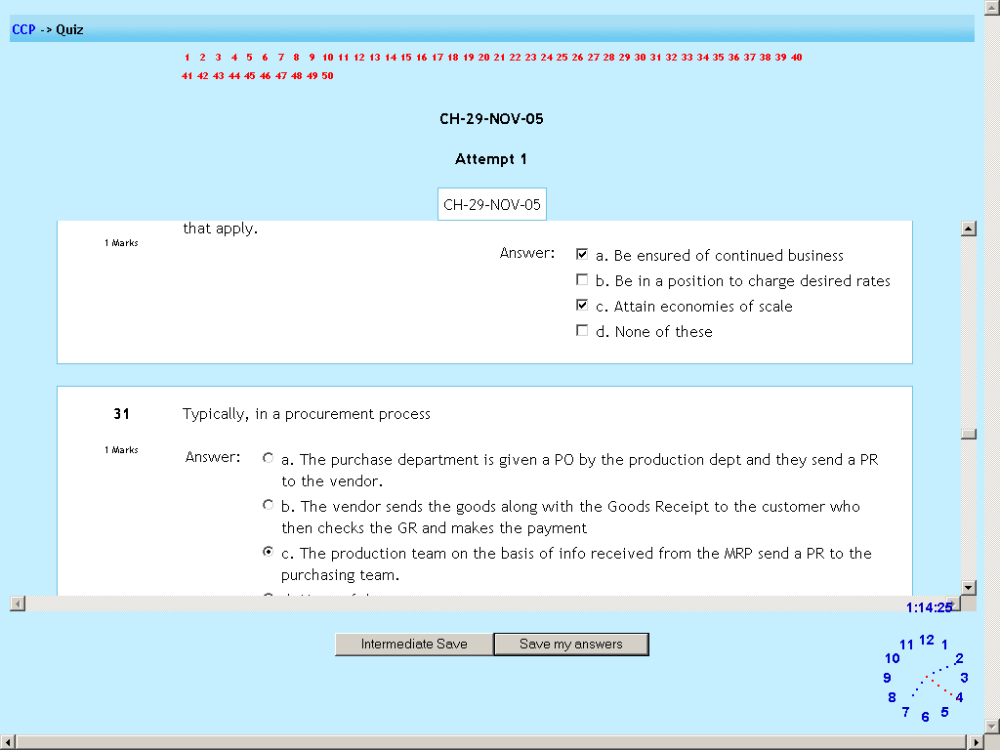 CCP -> Quiz
1 2 3 4 5 6 7 8 9 10 11 12 13 14 15 16 17 18 19 20 21 22 23 24 25 26 27 28 29 30 31 32 33 34 35 36 37 38 39 40
41 42 43 44 45 46 47 48 49 50
CH-29-NOV-05
Attempt 1
CH-29-NOV-05
that apply.
1 Marks
Answer:
a. Be ensured of continued business
b. Be in a position to charge desired rates
c. Attain economies of scale
d. None of these
31 Typically, in a procurement process
1 Marks
Answer:
a. The purchase department is given a PO by the production dept and they send a PR
to the vendor.
b. The vendor sends the goods along with the Goods Receipt to the customer who
then checks the GR and makes the payment
c. The production team on the basis of info received from the MRP send a PR to the
purchasing team.
1:14:25
Intermediate Save
Save my answers
12 1 2 3 4 5 6 7 8 9 10 11